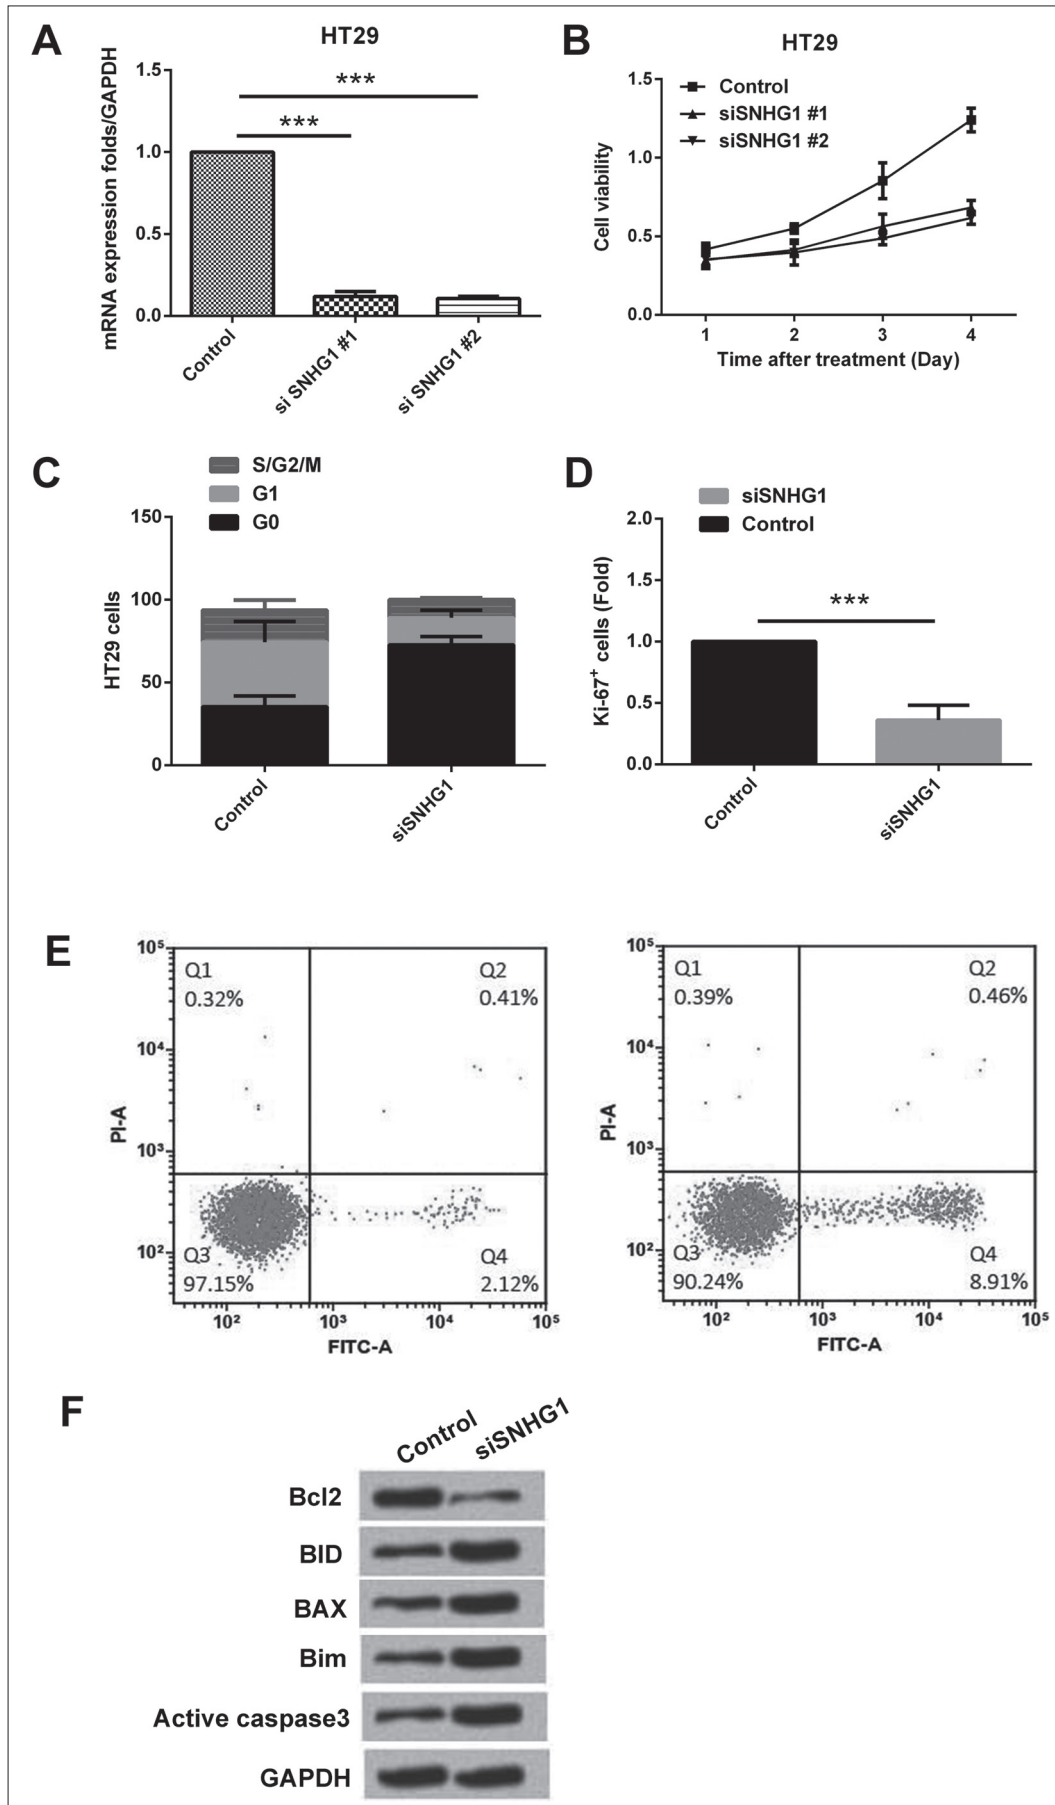 A
HT29
mRNA expression folds/GAPDH
1.5
1.0
0.5
0.0
***
***
Control
si SNHG1 #1
si SNHG1 #2
B
HT29
Cell viability
1.5
1.0
0.5
0.0
Control
siSNHG1 #1
siSNHG1 #2
1 2 3 4
Time after treatment (Day)
C
S/G2/M
G1
G0
HT29 cells
150
100
50
0
Control
siSNHG1
D
siSNHG1
Control
Ki-67+ cells (Fold)
2.0
1.5
1.0
0.5
0.0
***
Control
siSNHG1
E
PI-A
10⁵
10⁴
10³
10²
Q1
0.32%
Q2
0.41%
Q3
97.15%
Q4
2.12%
10² 10³ 10⁴ 10⁵
FITC-A
PI-A
10⁵
10⁴
10³
10²
Q1
0.39%
Q2
0.46%
Q3
90.24%
Q4
8.91%
10² 10³ 10⁴ 10⁵
FITC-A
F
Control siSNHG1
Bcl2
BID
BAX
Bim
Active caspase3
GAPDH